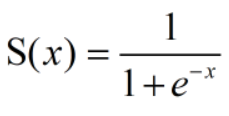 S(x) = 1 / (1 + e^{-x})